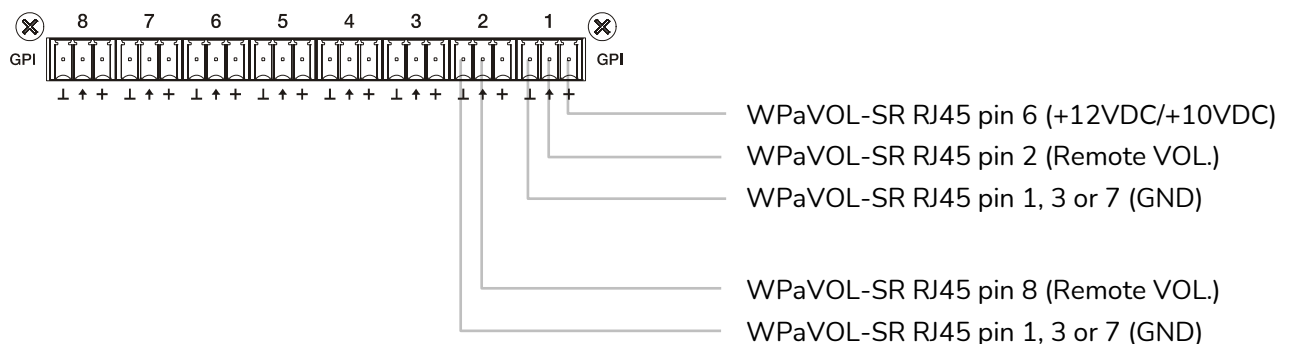 8 7 6 5 4 3 2 1
GPI GPI
⊥ ↑ + ⊥ ↑ + ⊥ ↑ + ⊥ ↑ + ⊥ ↑ + ⊥ ↑ + ⊥ ↑ + ⊥ ↑ +
WPaVOL-SR RJ45 pin 6 (+12VDC/+10VDC)
WPaVOL-SR RJ45 pin 2 (Remote VOL.)
WPaVOL-SR RJ45 pin 1, 3 or 7 (GND)
WPaVOL-SR RJ45 pin 8 (Remote VOL.)
WPaVOL-SR RJ45 pin 1, 3 or 7 (GND)